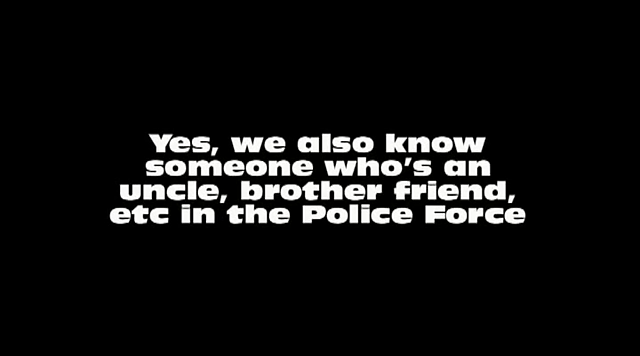 Yes, we also know
someone who's an
uncle, brother friend,
etc in the Police Force